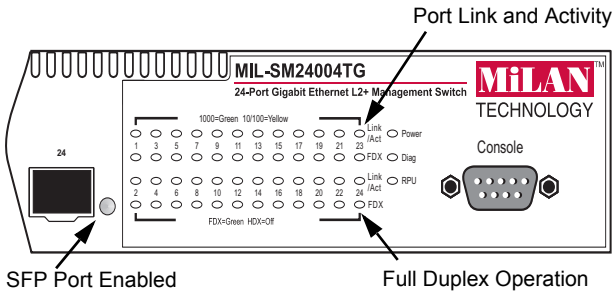 Port Link and Activity
MIL-SM24004TG
24-Port Gigabit Ethernet L2+ Management Switch
MiLAN™
TECHNOLOGY
1000=Green 10/100=Yellow
Link
/Act
Power
1 3 5 7 9 11 13 15 17 19 21 23
FDX
Diag
Console
24
Link
/Act
RPU
2 4 6 8 10 12 14 16 18 20 22 24
FDX
FDX=Green HDX=Off
SFP Port Enabled
Full Duplex Operation